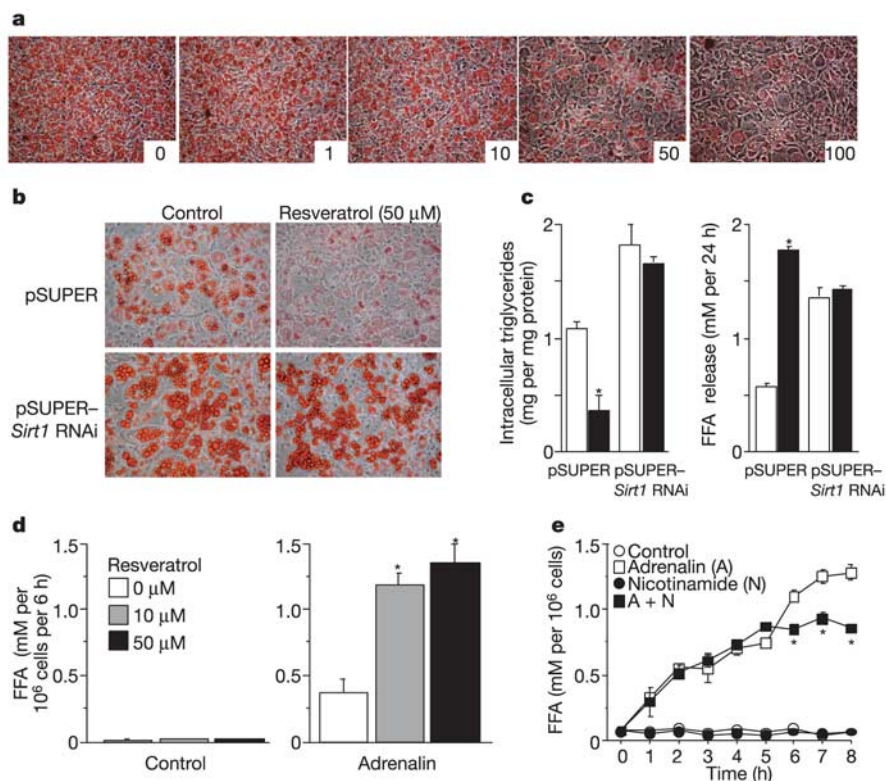 a
0
1
10
50
100
b
Control
Resveratrol (50 μM)
pSUPER
pSUPER–
Sirt1 RNAi
c
Intracellular triglycerides
(mg per mg protein)
2
1
0
*
pSUPER
pSUPER–
Sirt1 RNAi
FFA release (mM per 24 h)
2
1
0
*
pSUPER
pSUPER–
Sirt1 RNAi
d
FFA (mM per
10⁶ cells per 6 h)
1.5
1.0
0.5
0
Resveratrol
0 μM
10 μM
50 μM
Control
1.5
1.0
0.5
0
*
*
Adrenalin
e
FFA (mM per 10⁶ cells)
1.5
1.0
0.5
0
Control
Adrenalin (A)
Nicotinamide (N)
A + N
* * *
0 1 2 3 4 5 6 7 8
Time (h)